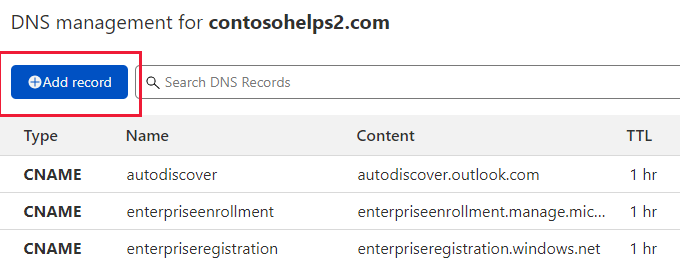 DNS management for contosohelps2.com
Add record
Search DNS Records
Type Name Content TTL
CNAME autodiscover autodiscover.outlook.com 1 hr
CNAME enterpriseenrollment enterpriseenrollment.manage.mic... 1 hr
CNAME enterpriseregistration enterpriseregistration.windows.net 1 hr